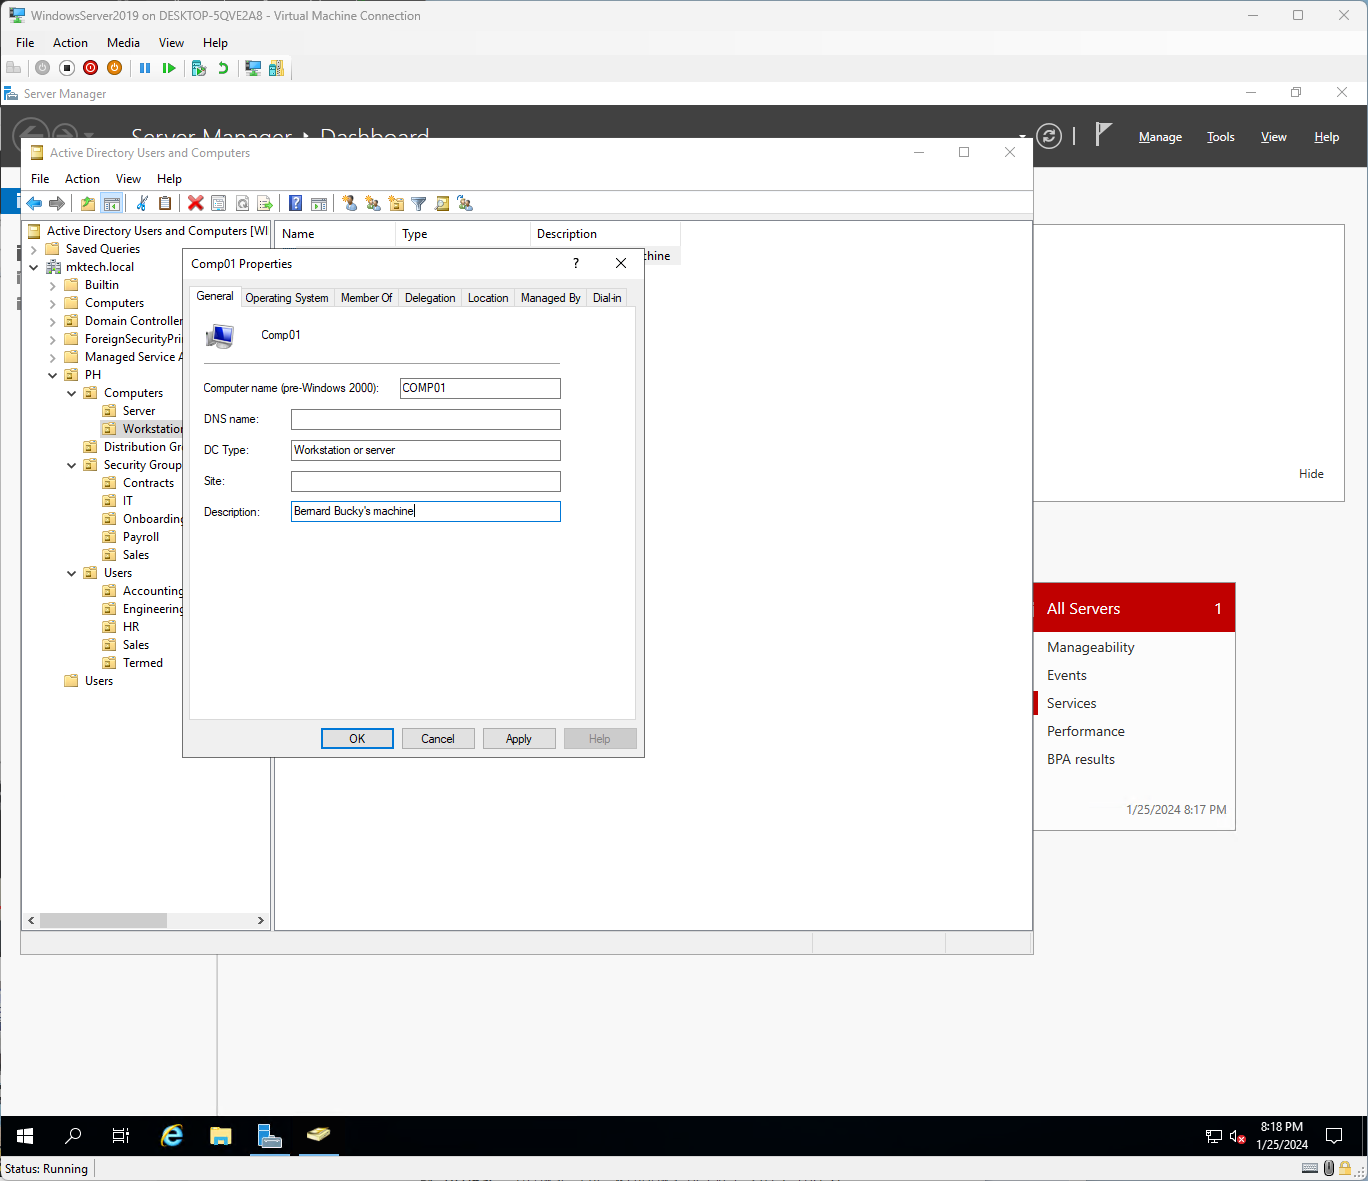 WindowsServer2019 on DESKTOP-5QVE2A8 - Virtual Machine Connection
File Action Media View Help
Server Manager
Server Manager Dashboard
Manage Tools View Help
Active Directory Users and Computers
File Action View Help
Active Directory Users and Computers [WI
Saved Queries
mktech.local
Builtin
Computers
Domain Controller
ForeignSecurityPri
Managed Service A
PH
Computers
Server
Workstation
Distribution Gr
Security Group
Contracts
IT
Onboarding
Payroll
Sales
Users
Accounting
Engineering
HR
Sales
Termed
Users
Name Type Description
chine
Comp01 Properties
?
General Operating System Member Of Delegation Location Managed By Dial-in
Comp01
Computer name (pre-Windows 2000): COMP01
DNS name:
DC Type: Workstation or server
Site:
Description: Bernard Bucky's machine
OK Cancel Apply Help
Hide
All Servers 1
Manageability
Events
Services
Performance
BPA results
1/25/2024 8:17 PM
8:18 PM
1/25/2024
Status: Running